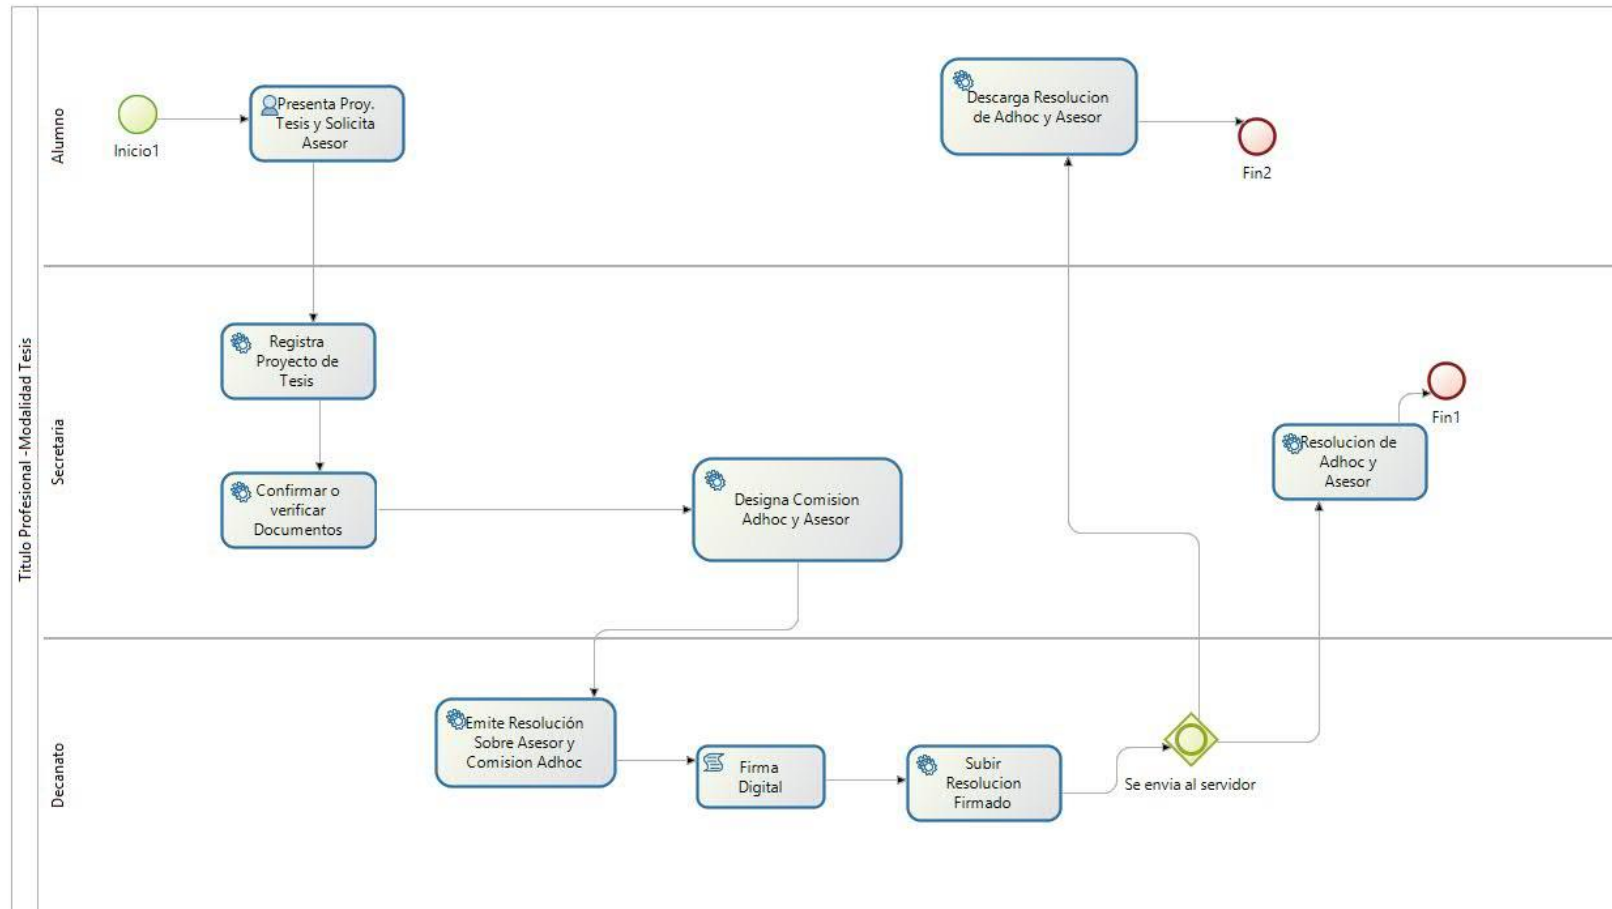 Titulo Profesional -Modalidad Tesis
Alumno
Inicio1
Presenta Proy.
Tesis y Solicita
Asesor
Descarga Resolucion
de Adhoc y Asesor
Fin2
Secretaria
Registra
Proyecto de
Tesis
Confirmar o
verificar
Documentos
Designa Comision
Adhoc y Asesor
Resolucion de
Adhoc y
Asesor
Fin1
Decanato
Emite Resolución
Sobre Asesor y
Comision Adhoc
Firma
Digital
Subir
Resolucion
Firmado
Se envia al servidor